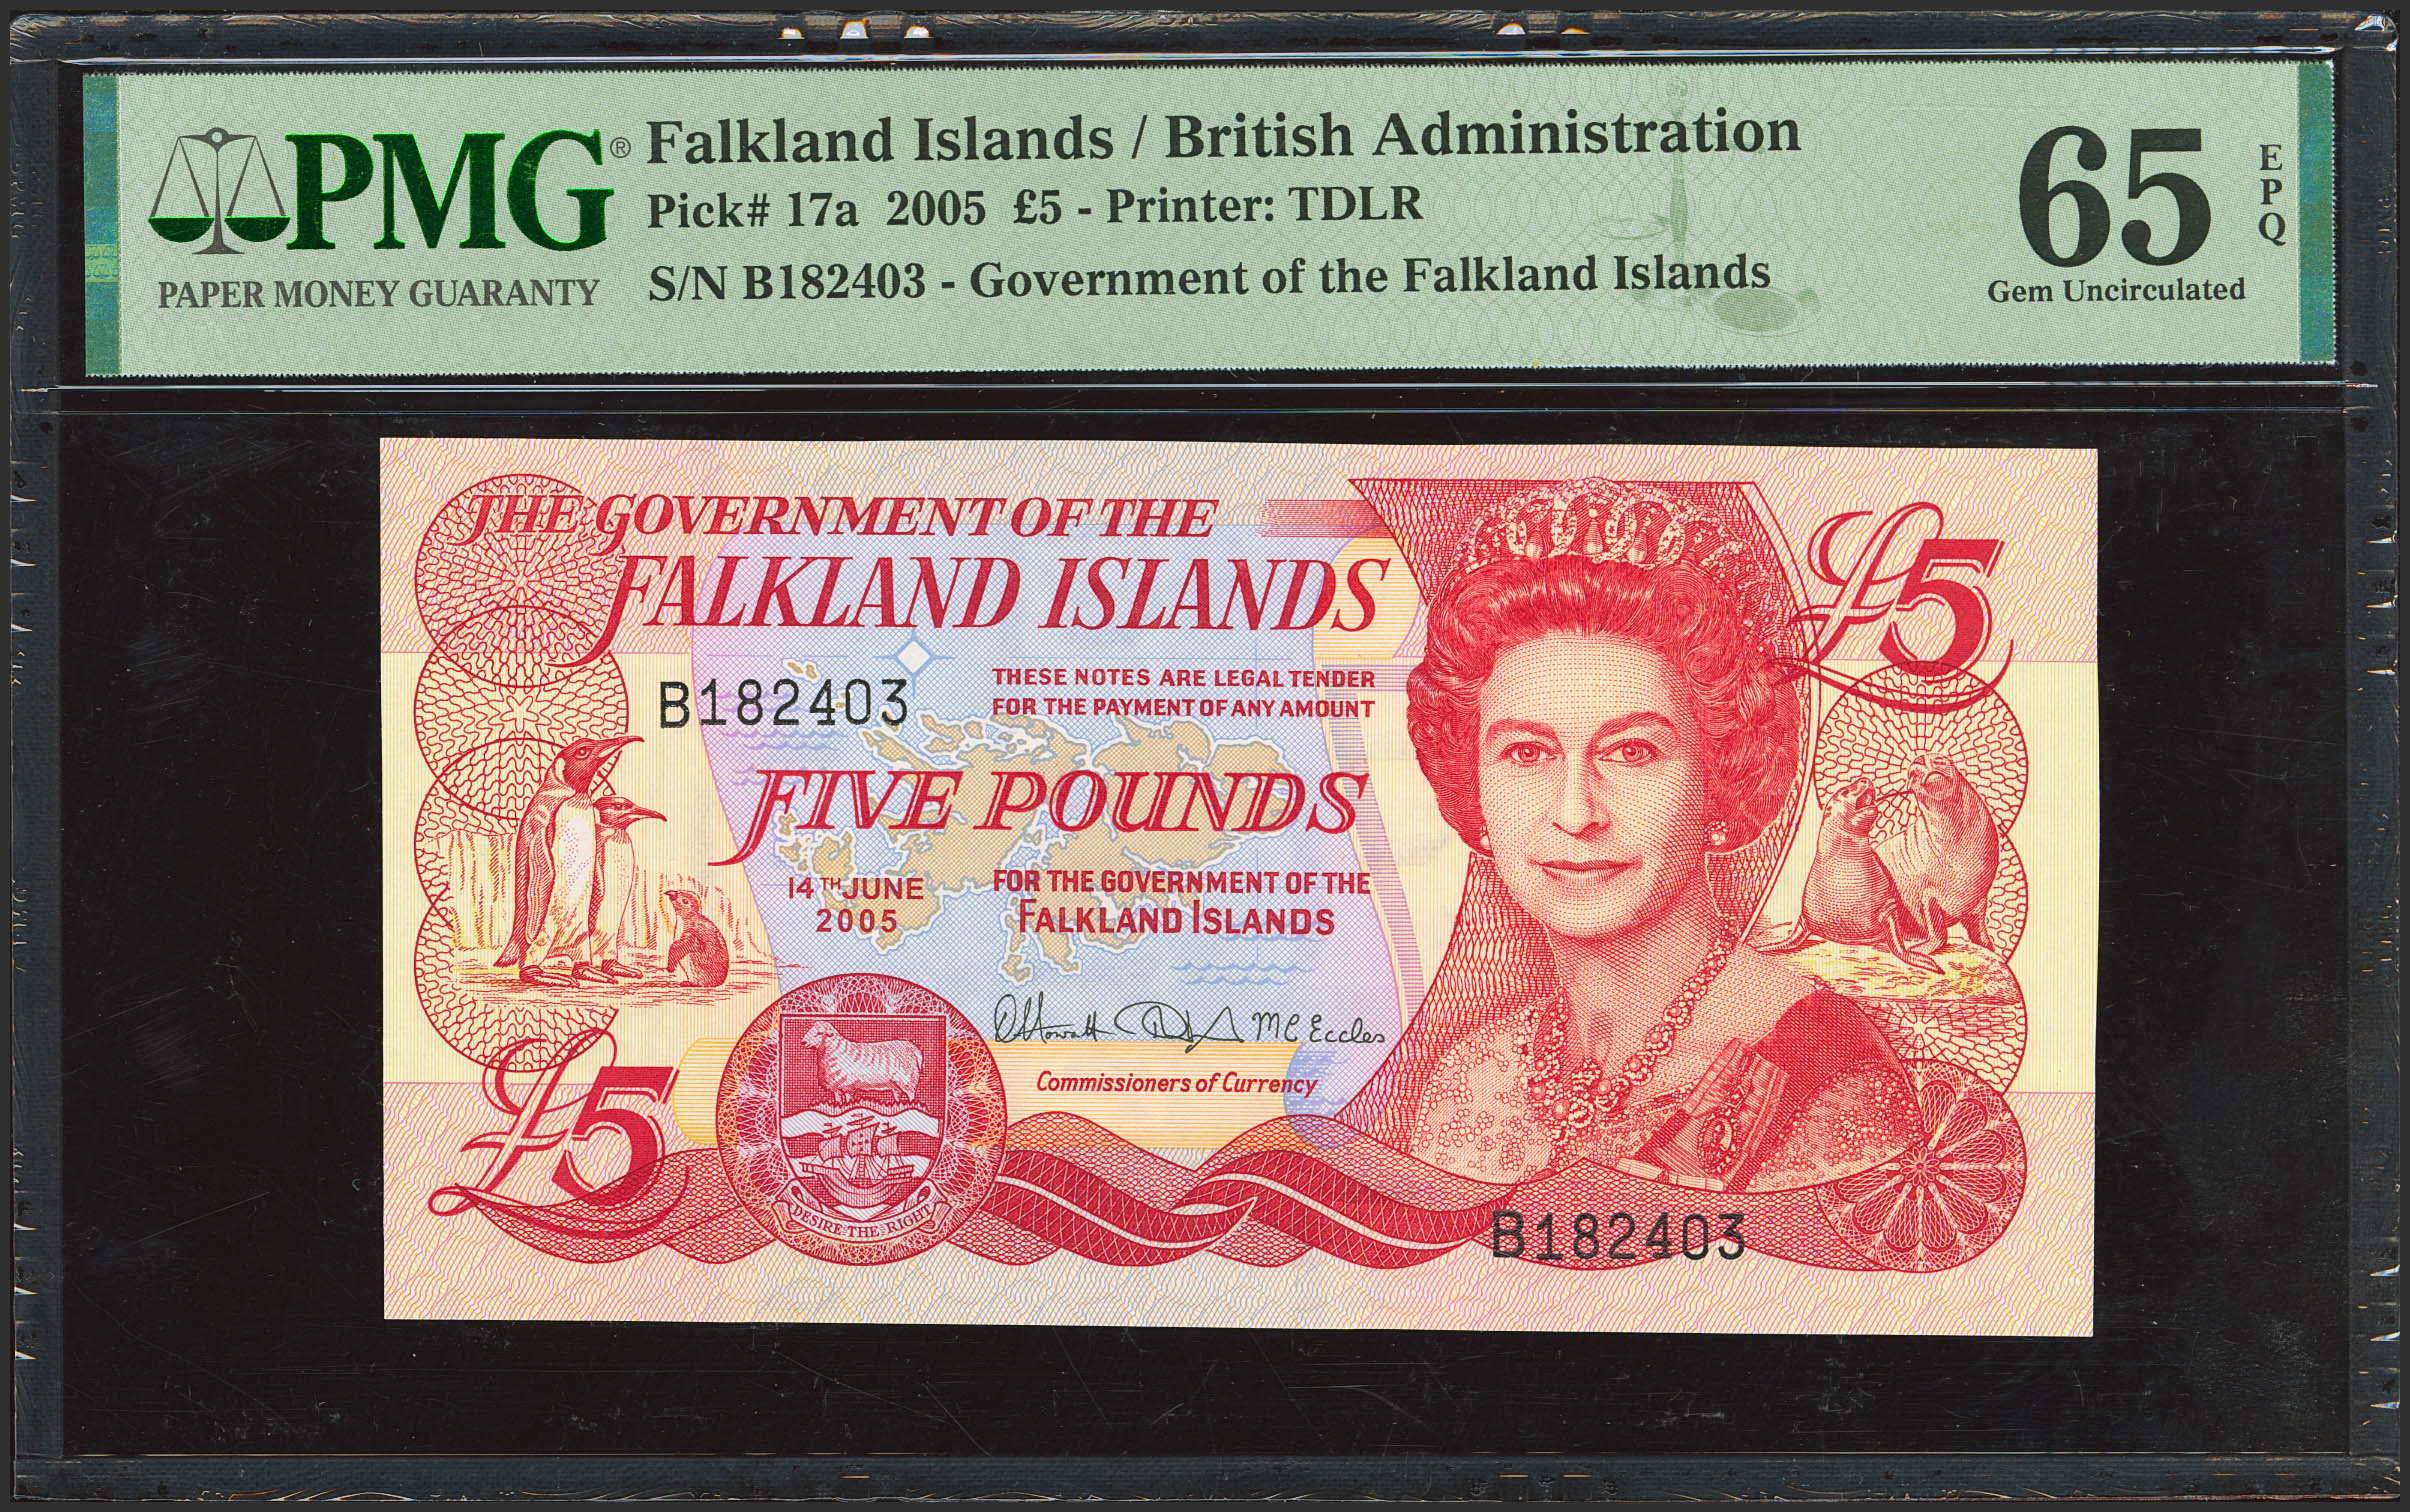 PMG®
PAPER MONEY GUARANTY
Falkland Islands / British Administration
Pick# 17a 2005 £5 - Printer: TDLR
S/N B182403 - Government of the Falkland Islands
65
EPQ
Gem Uncirculated
THE GOVERNMENT OF THE
FALKLAND ISLANDS
£5
B182403
THESE NOTES ARE LEGAL TENDER
FOR THE PAYMENT OF ANY AMOUNT
FIVE POUNDS
14TH JUNE
2005
FOR THE GOVERNMENT OF THE
FALKLAND ISLANDS
M C Eccles
Commissioners of Currency
£5
DESIRE THE RIGHT
B182403